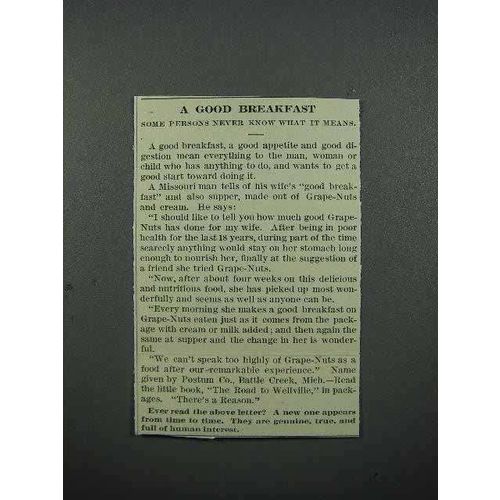 A GOOD BREAKFAST
SOME PERSONS NEVER KNOW WHAT IT MEANS.
A good breakfast, a good appetite and good di-
gestion mean everything to the man, woman or
child who has anything to do, and wants to get a
good start toward doing it.
A Missouri man tells of his wife's "good break-
fast" and also supper, made out of Grape-Nuts
and cream. He says:
"I should like to tell you how much good Grape-
Nuts has done for my wife. After being in poor
health for the last 18 years, during part of the time
scarcely anything would stay on her stomach long
enough to nourish her, finally at the suggestion of
a friend she tried Grape-Nuts.
"Now, after about four weeks on this delicious
and nutritious food, she has picked up most won-
derfully and seems as well as anyone can be.
"Every morning she makes a good breakfast on
Grape-Nuts eaten just as it comes from the pack-
age with cream or milk added; and then again the
same at supper and the change in her is wonder-
ful.
"We can't speak too highly of Grape-Nuts as a
food after our remarkable experience." Name
given by Postum Co., Battle Creek, Mich.—Read
the little book, "The Road to Wellville," in pack-
ages. "There's a Reason."
Ever read the above letter? A new one appears
from time to time. They are genuine, true, and
full of human interest.